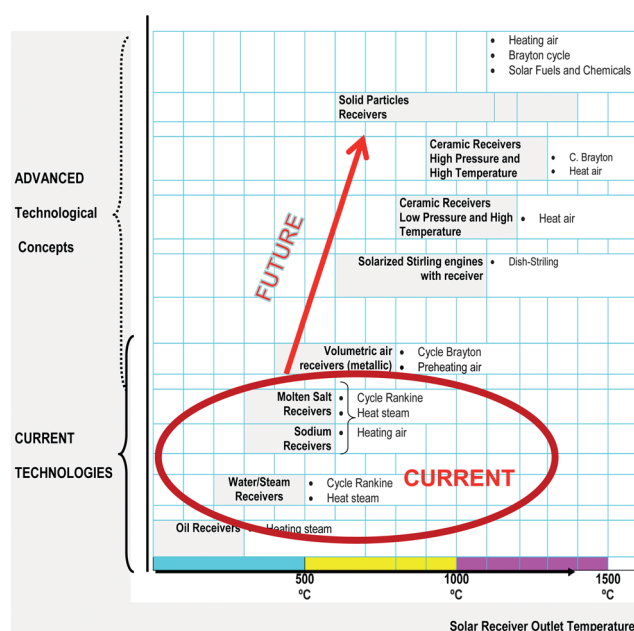 • Heating air
• Brayton cycle
• Solar Fuels and Chemicals
Solid Particles
Receivers
Ceramic Receivers
High Pressure and
High Temperature
• C. Brayton
• Heat air
ADVANCED
Technological
Concepts
Ceramic Receivers
Low Pressure and High
Temperature
• Heat air
FUTURE
Solarized Stirling engines
with receiver
• Dish-Striling
Volumetric air
receivers (metallic)
• Cycle Brayton
• Preheating air
Molten Salt
Receivers
• Cycle Rankine
• Heat steam
Sodium
Receivers
• Heating air
CURRENT
TECHNOLOGIES
Water/Steam
Receivers
• Cycle Rankine
• Heat steam
CURRENT
Oil Receivers
Heating steam
500
ºC
1000
ºC
1500
ºC
Solar Receiver Outlet Temperature